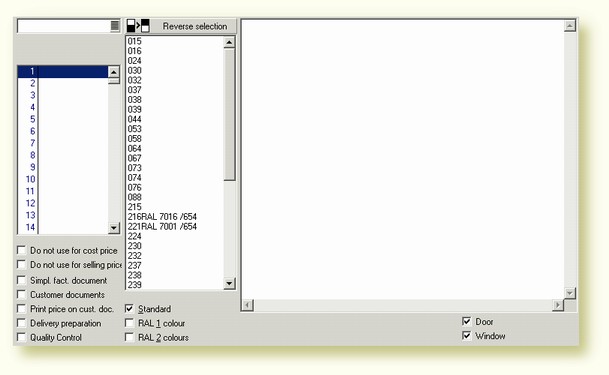 Reverse selection
1
2
3
4
5
6
7
8
9
10
11
12
13
14
015
016
024
030
032
037
038
039
044
053
058
064
067
073
074
076
088
215
216RAL 7016 /654
221RAL 7001 /654
224
230
232
237
238
239
Do not use for cost price
Do not use for selling price
Simpl. fact. document
Customer documents
Print price on cust. doc.
Delivery preparation
Quality Control
Standard
RAL 1 colour
RAL 2 colours
Door
Window